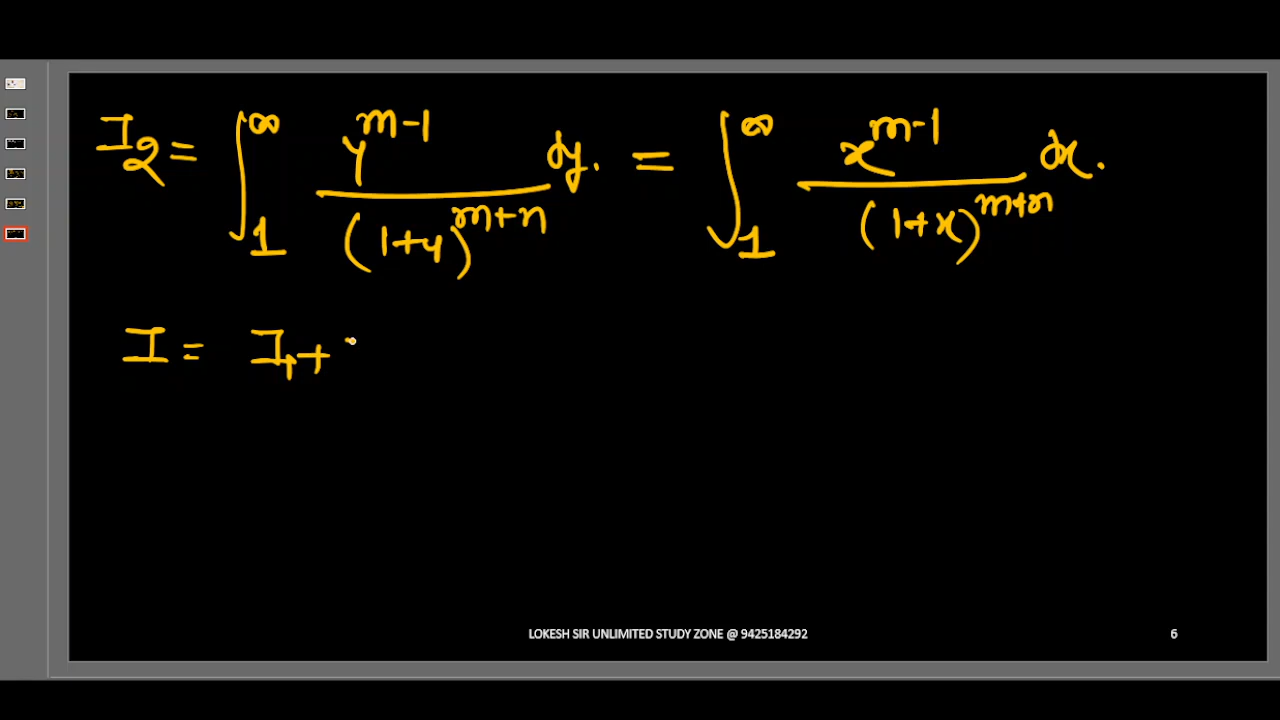 I₂ = ∫₁^∞ y^(m-1) / (1+y)^(m+n) dy. = ∫₁^∞ x^(m-1) / (1+x)^(m+n) dx.
I = I₁ +
LOKESH SIR UNLIMITED STUDY ZONE @ 9425184292
6